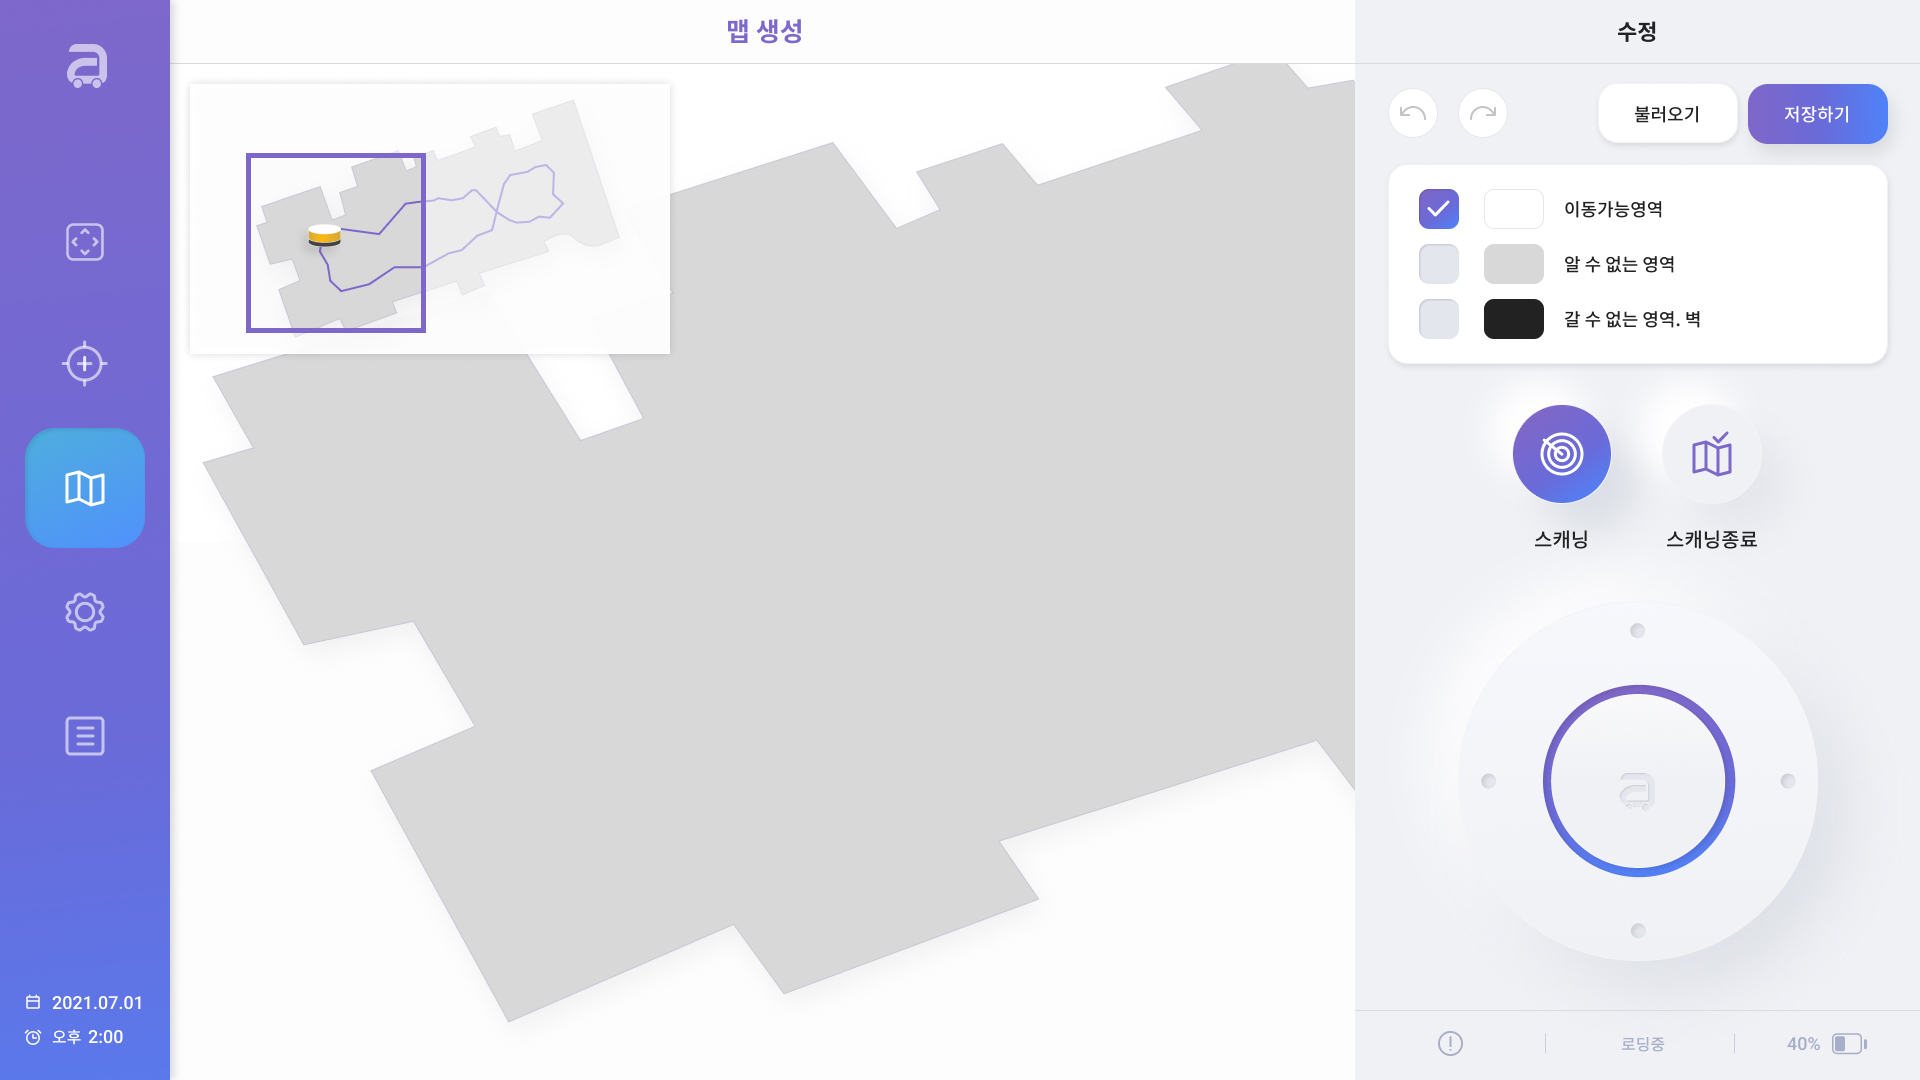 맵 생성
수정
불러오기
저장하기
이동가능영역
알 수 없는 영역
갈 수 없는 영역. 벽
스캐닝
스캐닝종료
2021.07.01
오후 2:00
로딩중
40%